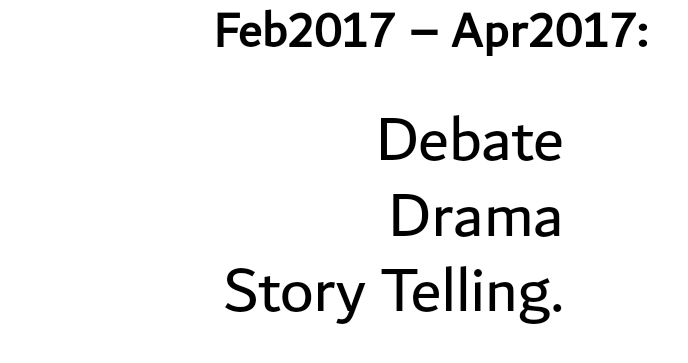 Feb2017 – Apr2017:
Debate
Drama
Story Telling.